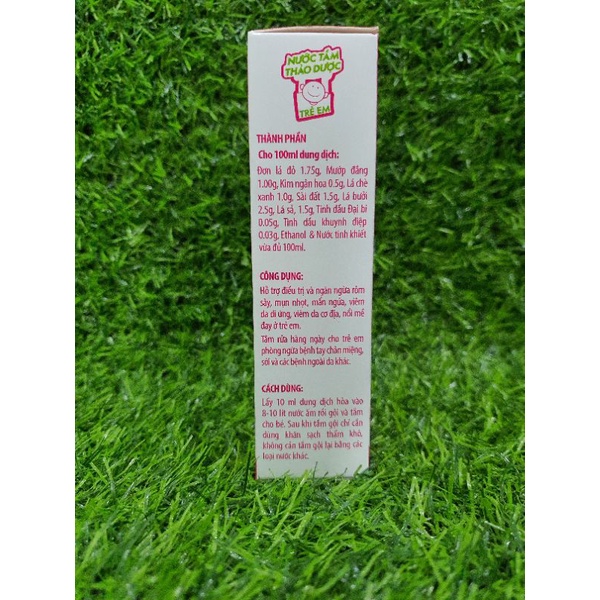 NƯỚC TẮM
THẢO DƯỢC
TRẺ EM
THÀNH PHẦN
Cho 100ml dung dịch:
Đơn lá đỏ 1.75g, Mướp đắng
1.00g, Kim ngân hoa 0.5g, Lá chè
xanh 1.0g, Sài đất 1.5g, Lá bưởi
2.5g, Lá sả, 1.5g, Tinh dầu Đại bi
0.05g, Tinh dầu khuynh điệp
0.03g, Ethanol & Nước tinh khiết
vừa đủ 100ml.
CÔNG DỤNG:
Hỗ trợ điều trị và ngăn ngừa rôm
sảy, mụn nhọt, mẩn ngứa, viêm
da dị ứng, viêm da cơ địa, nổi mề
đay ở trẻ em.
Tắm rửa hàng ngày cho trẻ em
phòng ngừa bệnh tay chân miệng,
sởi và các bệnh ngoài da khác.
CÁCH DÙNG:
Lấy 10 ml dung dịch hòa vào
8-10 lít nước ấm rồi gội và tắm
cho bé. Sau khi tắm gội chỉ cần
dùng khăn sạch thấm khô,
không cần tắm gội lại bằng các
loại nước khác.